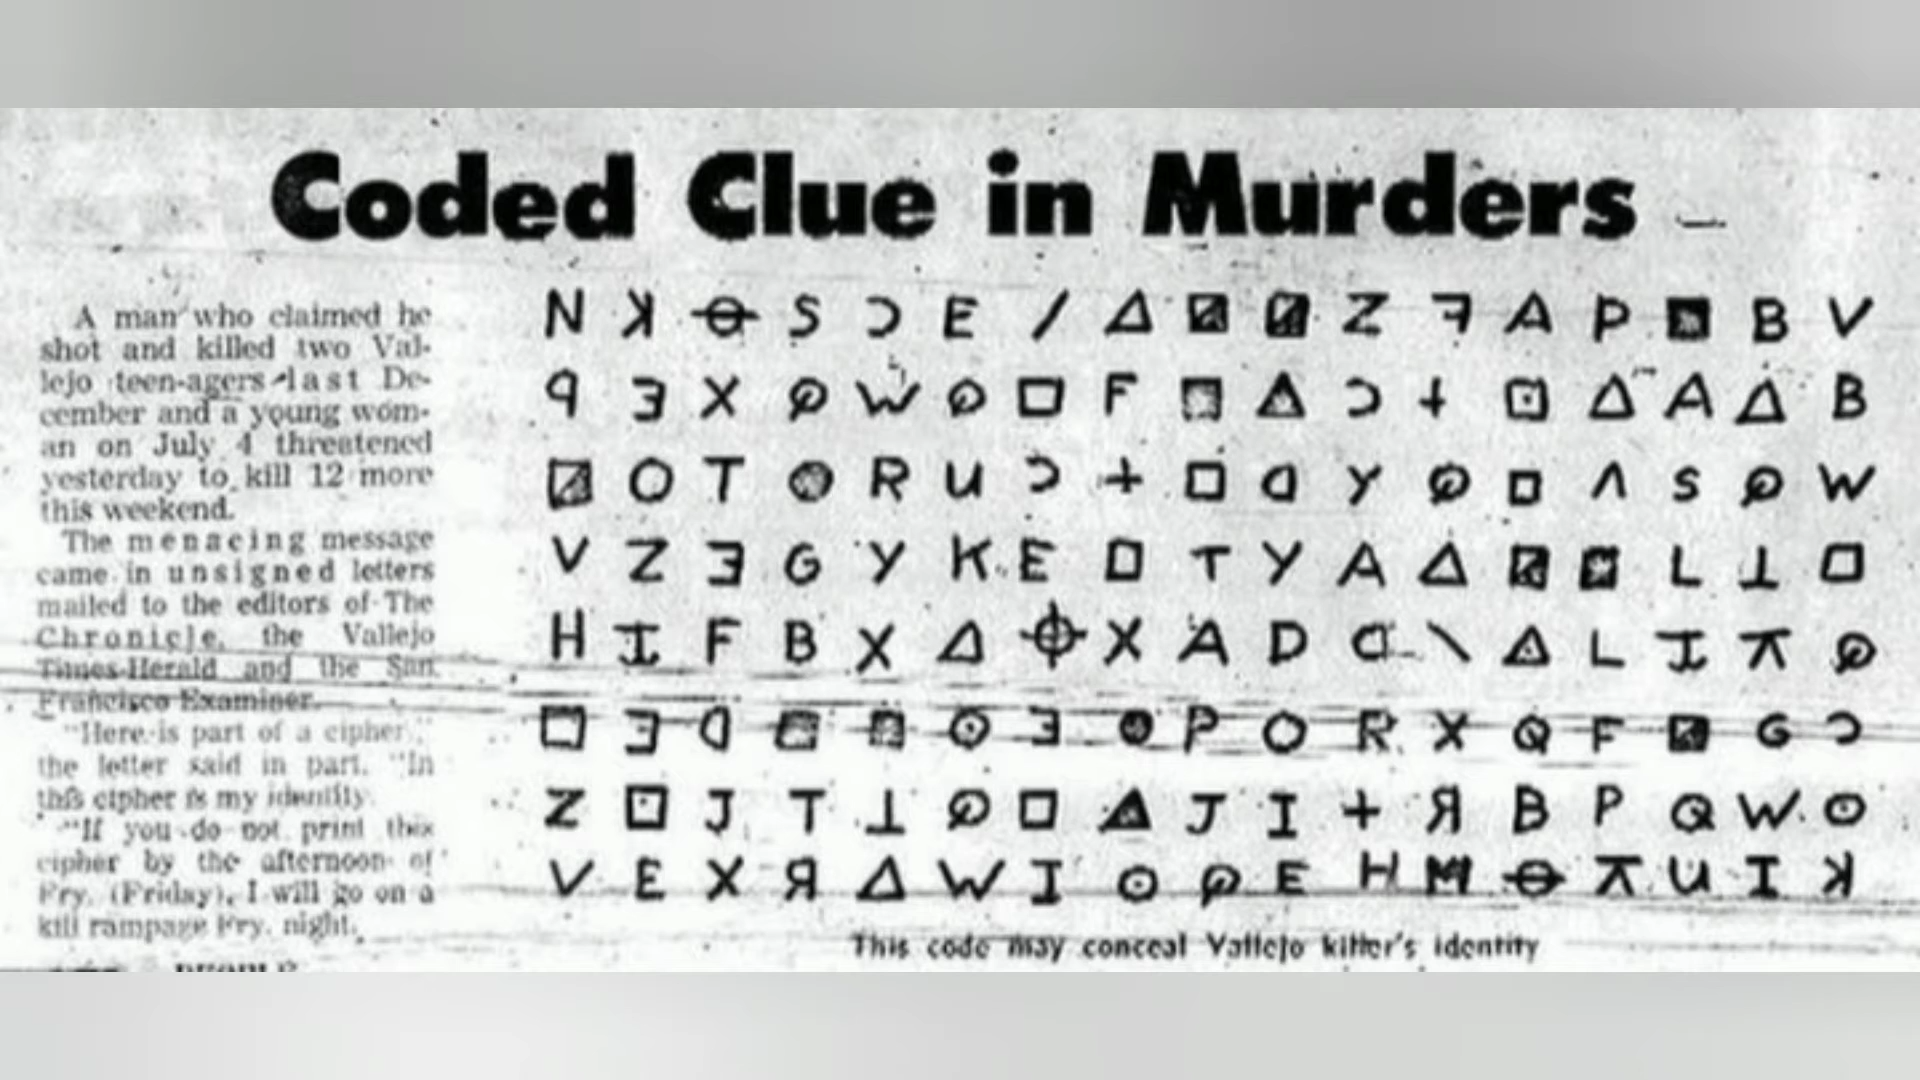 Coded Clue in Murders
A man who claimed he
shot and killed two Val-
lejo teen-agers last De-
cember and a young wom-
an on July 4 threatened
yesterday to kill 12 more
this weekend.
The menacing message
came in unsigned letters
mailed to the editors of The
Chronicle, the Vallejo
Times-Herald and the San
Francisco Examiner.
"Here is part of a cipher,"
the letter said in part. "In
this cipher is my identity.
"If you do not print this
cipher by the afternoon of
Fry. (Friday), I will go on a
kill rampage Fry. night.
N ꓘ S Ɔ E / Δ Z ꓞ A P B V
q Ǝ X W F Ɔ + ⊡ Δ A Δ B
O T R U Ɔ + □ ᗡ Y □ Λ S W
V Z Ǝ G Y K E □ T Y A Δ L ⊥ □
H I F B X Δ ⌖ X A D ᗡ \ L I Q
□ Ǝ ᗡ ⊙ Ǝ P O R X Q F G Ɔ
Z ⊡ J T ⊥ □ J I + Я B P Q W ⊙
V E X Я Δ W I ⊙ E H M U I ꓘ
This code may conceal Vallejo killer's identity